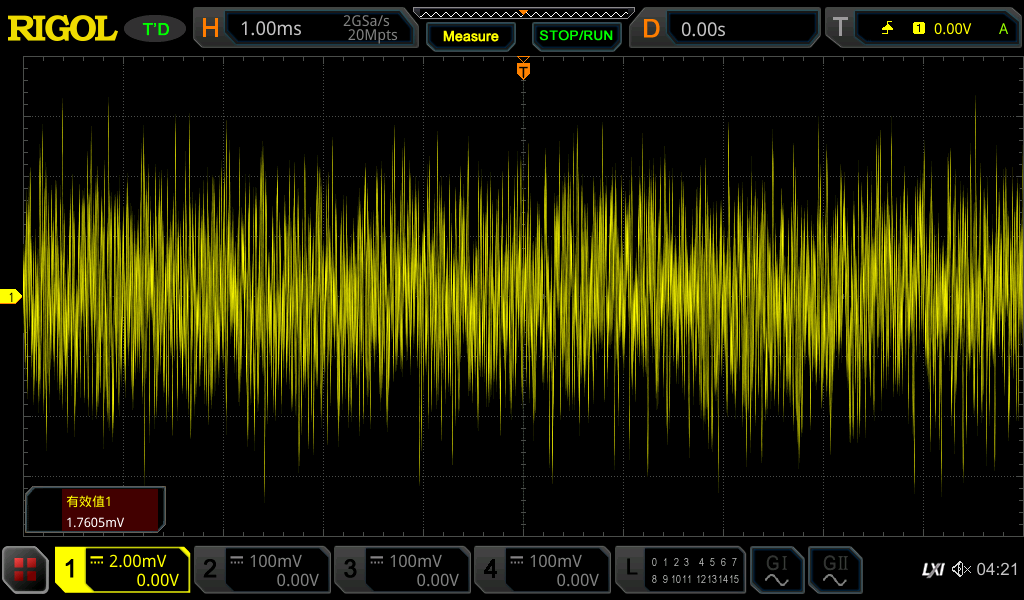 RIGOL T'D H 1.00ms 2GSa/s 20Mpts Measure STOP/RUN D 0.00s T 1 0.00V A
T
1
有效值1
1.7605mV
1 2.00mV 0.00V 2 100mV 0.00V 3 100mV 0.00V 4 100mV 0.00V L 0 1 2 3 4 5 6 7 8 9 10 11 12 13 14 15 GI GII LXI 04:21